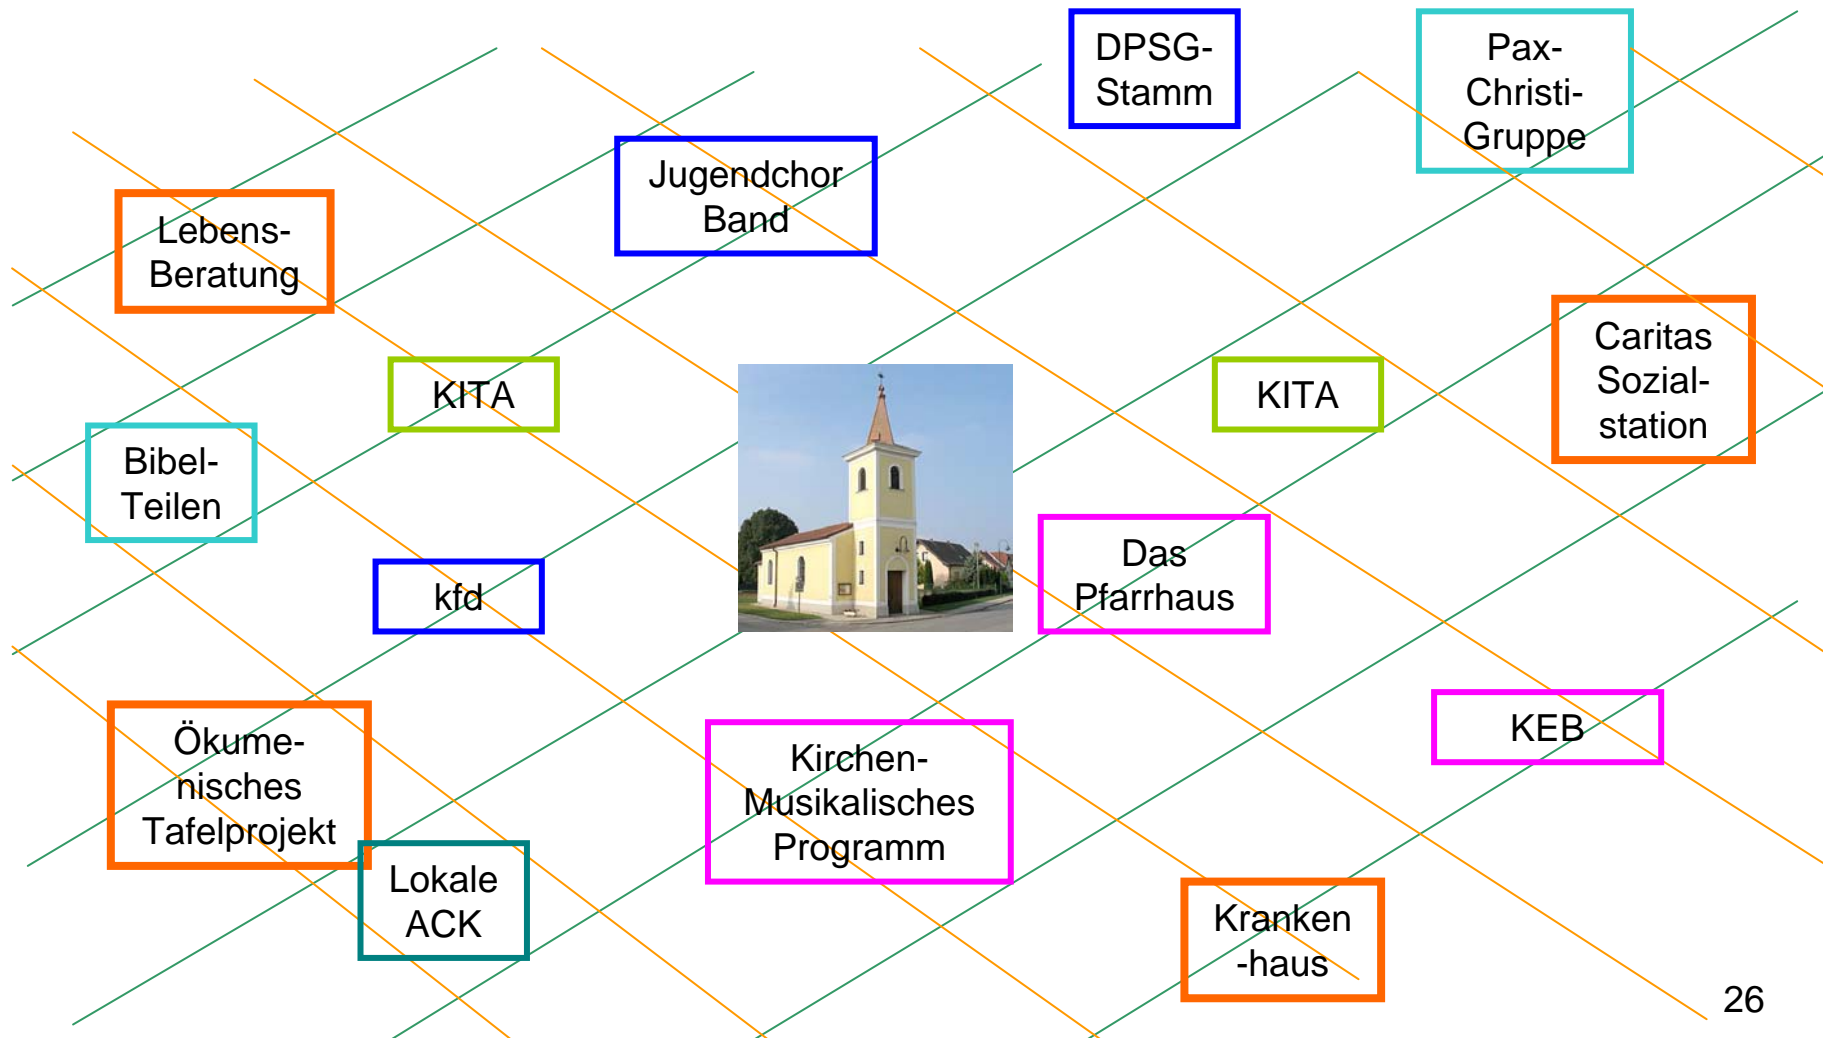 DPSG-
Stamm
Pax-
Christi-
Gruppe
Jugendchor
Band
Lebens-
Beratung
Caritas
Sozial-
station
KITA
KITA
Bibel-
Teilen
Das
Pfarrhaus
kfd
Ökume-
nisches
Tafelprojekt
Kirchen-
Musikalisches
Programm
KEB
Lokale
ACK
Kranken
-haus
26